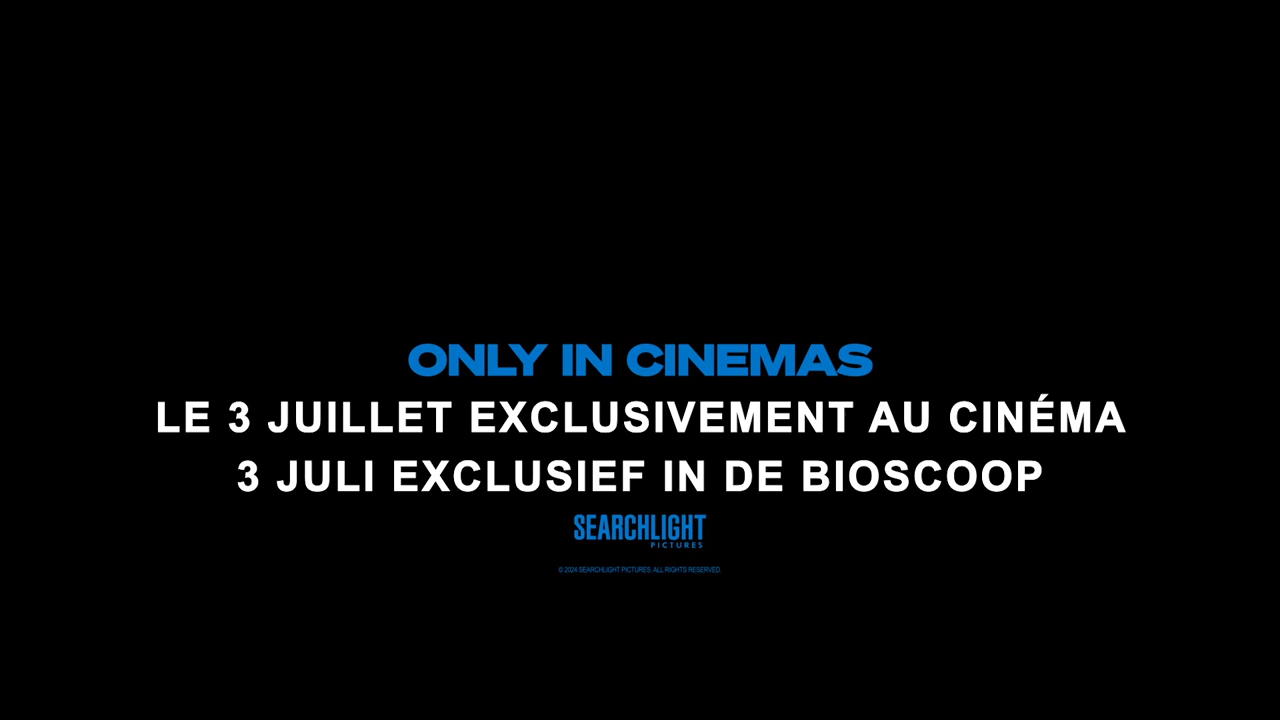 ONLY IN CINEMAS
LE 3 JUILLET EXCLUSIVEMENT AU CINÉMA
3 JULI EXCLUSIEF IN DE BIOSCOOP
SEARCHLIGHT
PICTURES
© 2024 SEARCHLIGHT PICTURES. ALL RIGHTS RESERVED.